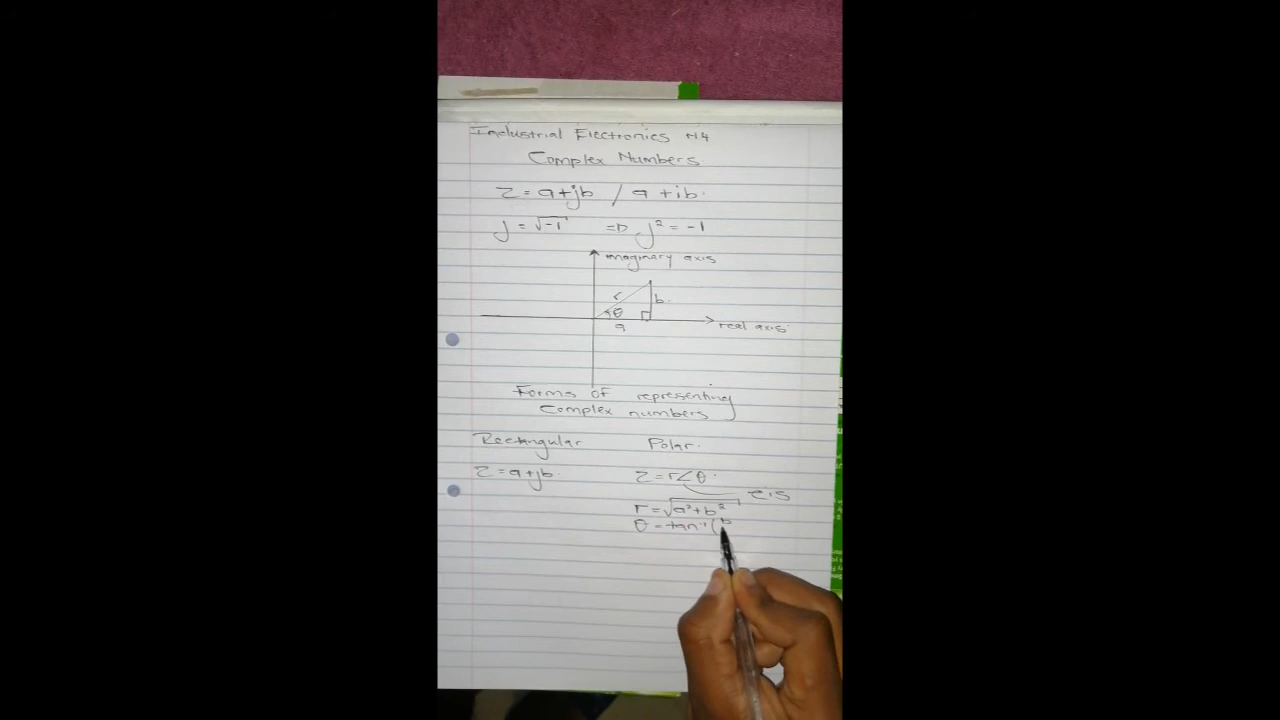 Industrial Electronics N4
Complex Numbers
Z = a+jb / a+ib.
j = √-1 => j² = -1
imaginary axis
r
b
θ
a
real axis
Forms of representing
complex numbers
Rectangular Polar.
Z = a+jb. Z = r∠θ.
cis
r = √a²+b²
θ = tan⁻¹(b